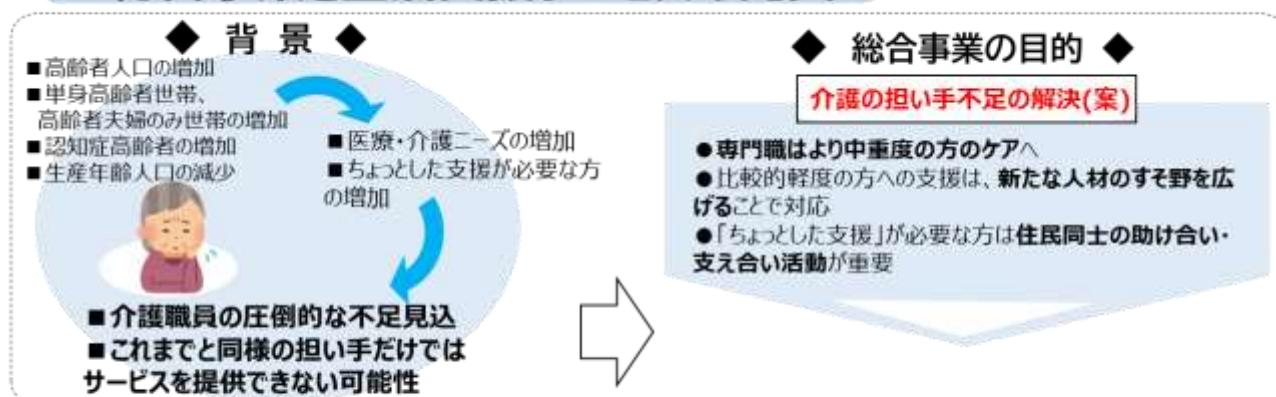 ◆ 背 景 ◆
■高齢者人口の増加
■単身高齢者世帯、
高齢者夫婦のみ世帯の増加
■認知症高齢者の増加
■生産年齢人口の減少
■医療・介護ニーズの増加
■ちょっとした支援が必要な方
の増加
■介護職員の圧倒的な不足見込
■これまでと同様の担い手だけでは
サービスを提供できない可能性
◆ 総合事業の目的 ◆
介護の担い手不足の解決(案)
●専門職はより中重度の方のケアへ
●比較的軽度の方への支援は、新たな人材のすそ野を広
げることで対応
●「ちょっとした支援」が必要な方は住民同士の助け合い・
支え合い活動が重要